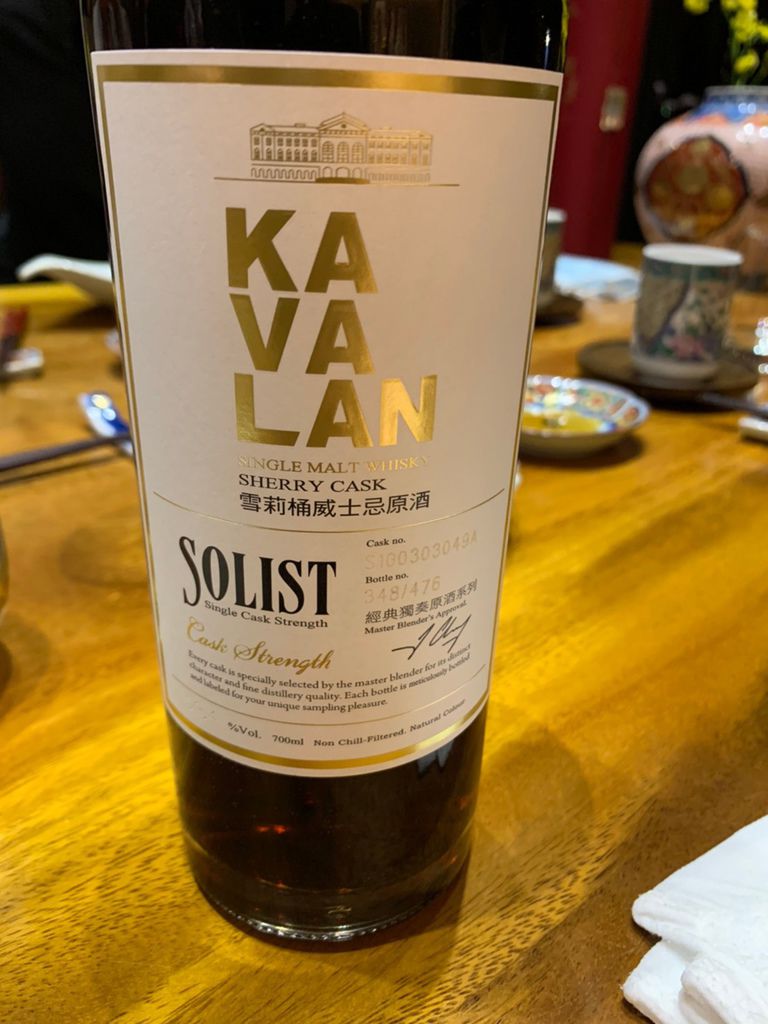 KA
VA
LAN
SINGLE MALT WHISKY
SHERRY CASK
雪莉桶威士忌原酒
SOLIST
Single Cask Strength
Cask Strength
Cask no.
S100303049A
Bottle no.
348/476
經典獨奏原酒系列
Master Blender's Approval.
Every cask is specially selected by the master blender for its distinct
character and fine distillery quality. Each bottle is meticulously bottled
and labeled for your unique sampling pleasure.
%Vol. 700ml Non Chill-Filtered. Natural Colour